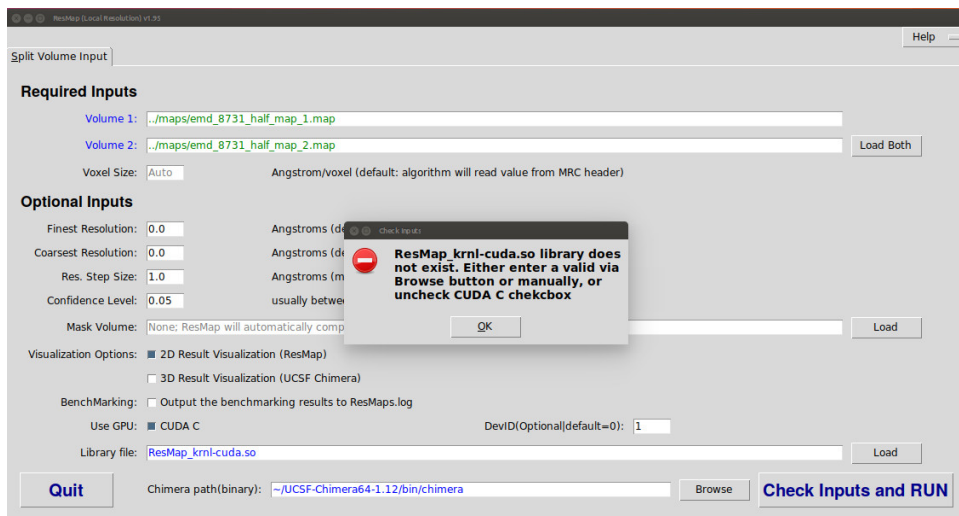 ResMap (Local Resolution) v1.95
Help
Split Volume Input
Required Inputs
Volume 1: ../maps/emd_8731_half_map_1.map
Volume 2: ../maps/emd_8731_half_map_2.map Load Both
Voxel Size: Auto Angstrom/voxel (default: algorithm will read value from MRC header)
Optional Inputs
Finest Resolution: 0.0 Angstroms (de
Coarsest Resolution: 0.0 Angstroms (de
Res. Step Size: 1.0 Angstroms (m
Confidence Level: 0.05 usually betwee
Mask Volume: None; ResMap will automatically comp Load
Check Inputs
ResMap_krnl-cuda.so library does
not exist. Either enter a valid via
Browse button or manually, or
uncheck CUDA C chekcbox
OK
Visualization Options: 2D Result Visualization (ResMap)
3D Result Visualization (UCSF Chimera)
BenchMarking: Output the benchmarking results to ResMaps.log
Use GPU: CUDA C DevID(Optional|default=0): 1
Library file: ResMap_krnl-cuda.so Load
Quit Chimera path(binary): ~/UCSF-Chimera64-1.12/bin/chimera Browse Check Inputs and RUN